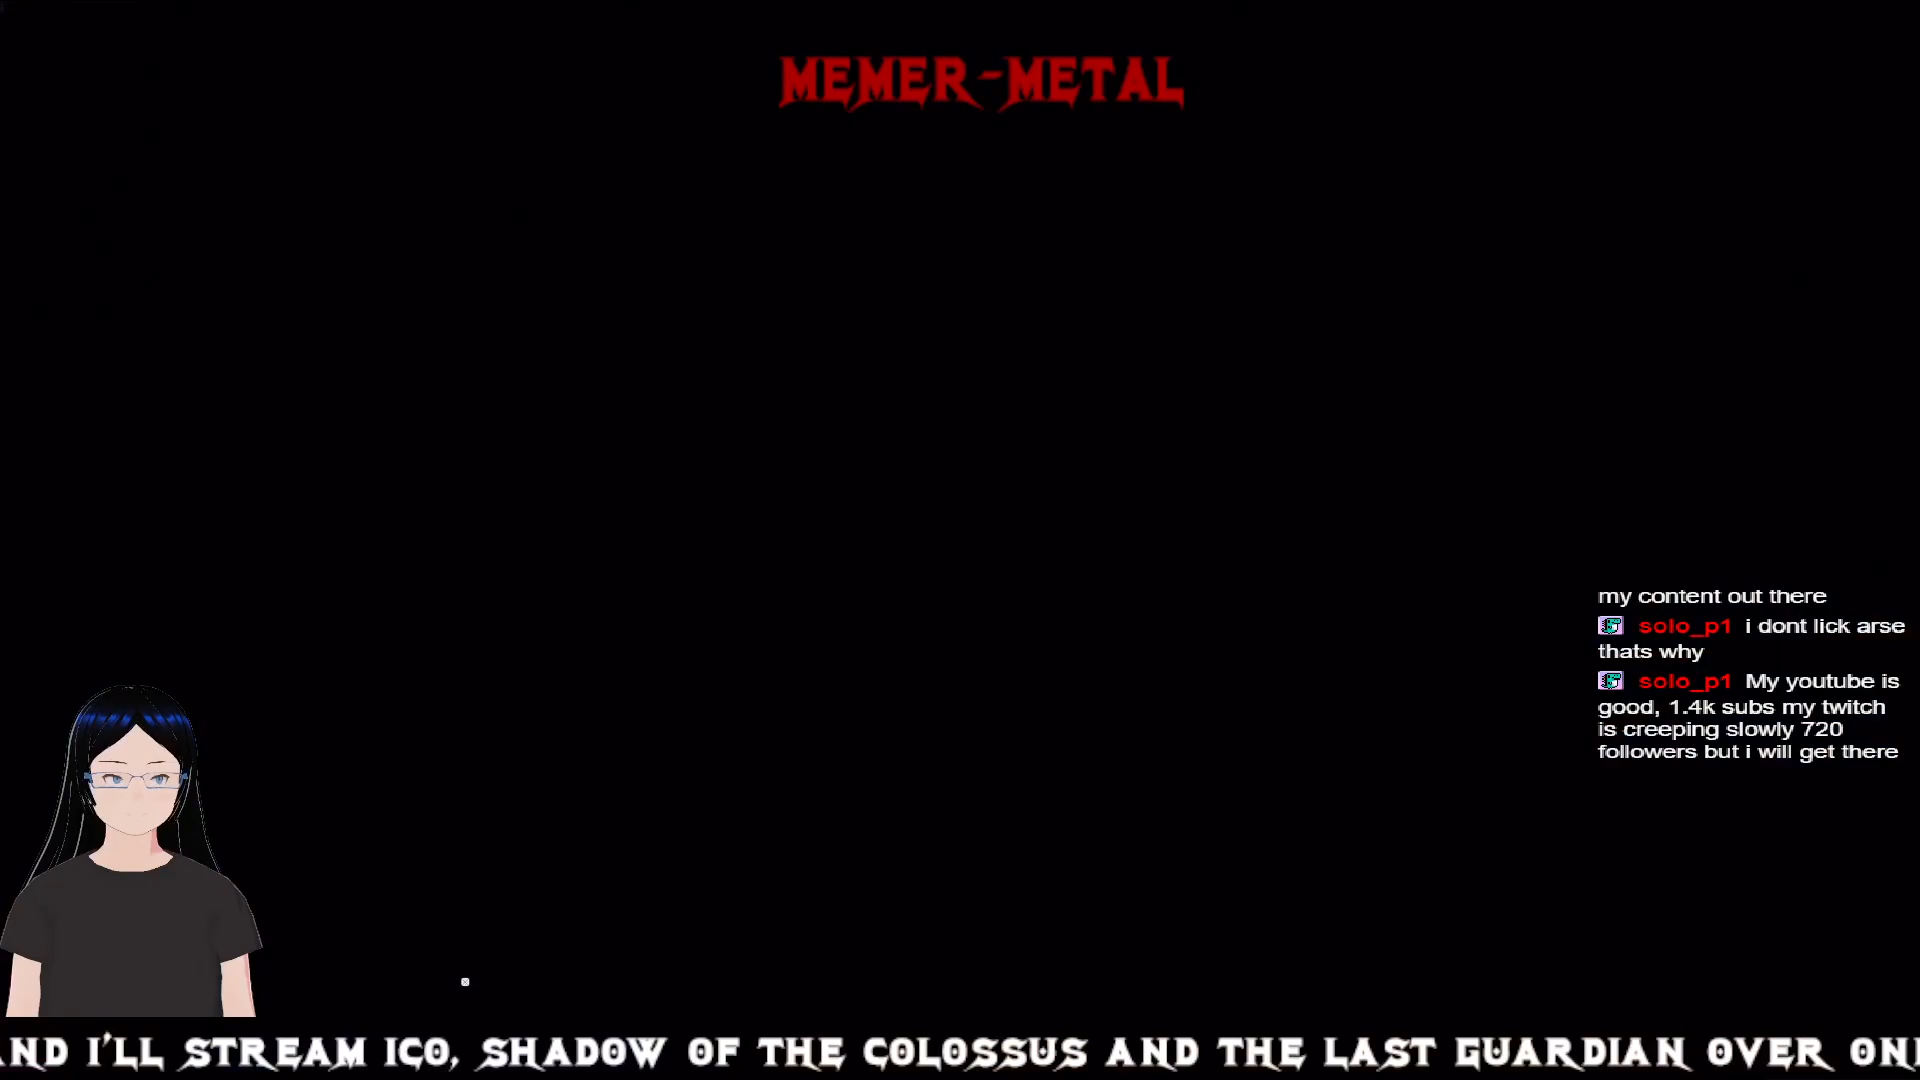 MEMER-METAL
my content out there
solo_p1 i dont lick arse
thats why
solo_p1 My youtube is
good, 1.4k subs my twitch
is creeping slowly 720
followers but i will get there
AND I'LL STREAM ICO, SHADOW OF THE COLOSSUS AND THE LAST GUARDIAN OVER